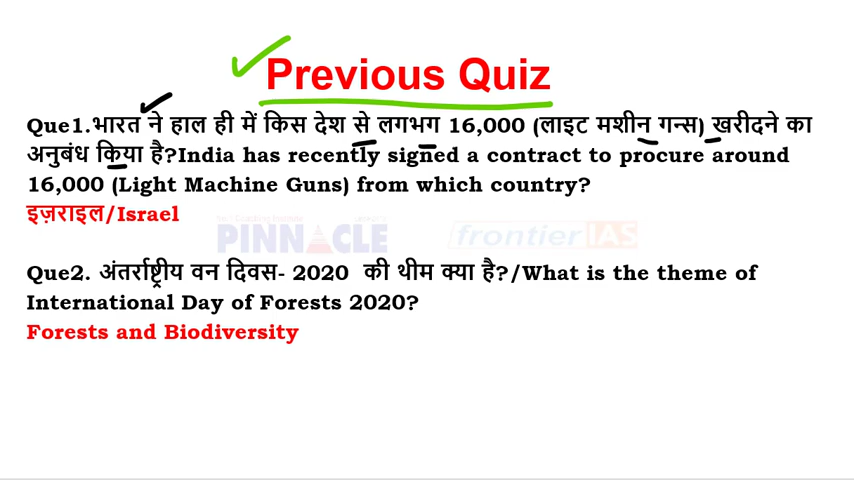 Previous Quiz
Que1.भारत ने हाल ही में किस देश से लगभग 16,000 (लाइट मशीन गन्स) खरीदने का
अनुबंध किया है?India has recently signed a contract to procure around
16,000 (Light Machine Guns) from which country?
इज़राइल/Israel
PINNACLE frontier IAS
Que2. अंतर्राष्ट्रीय वन दिवस- 2020 की थीम क्या है?/What is the theme of
International Day of Forests 2020?
Forests and Biodiversity